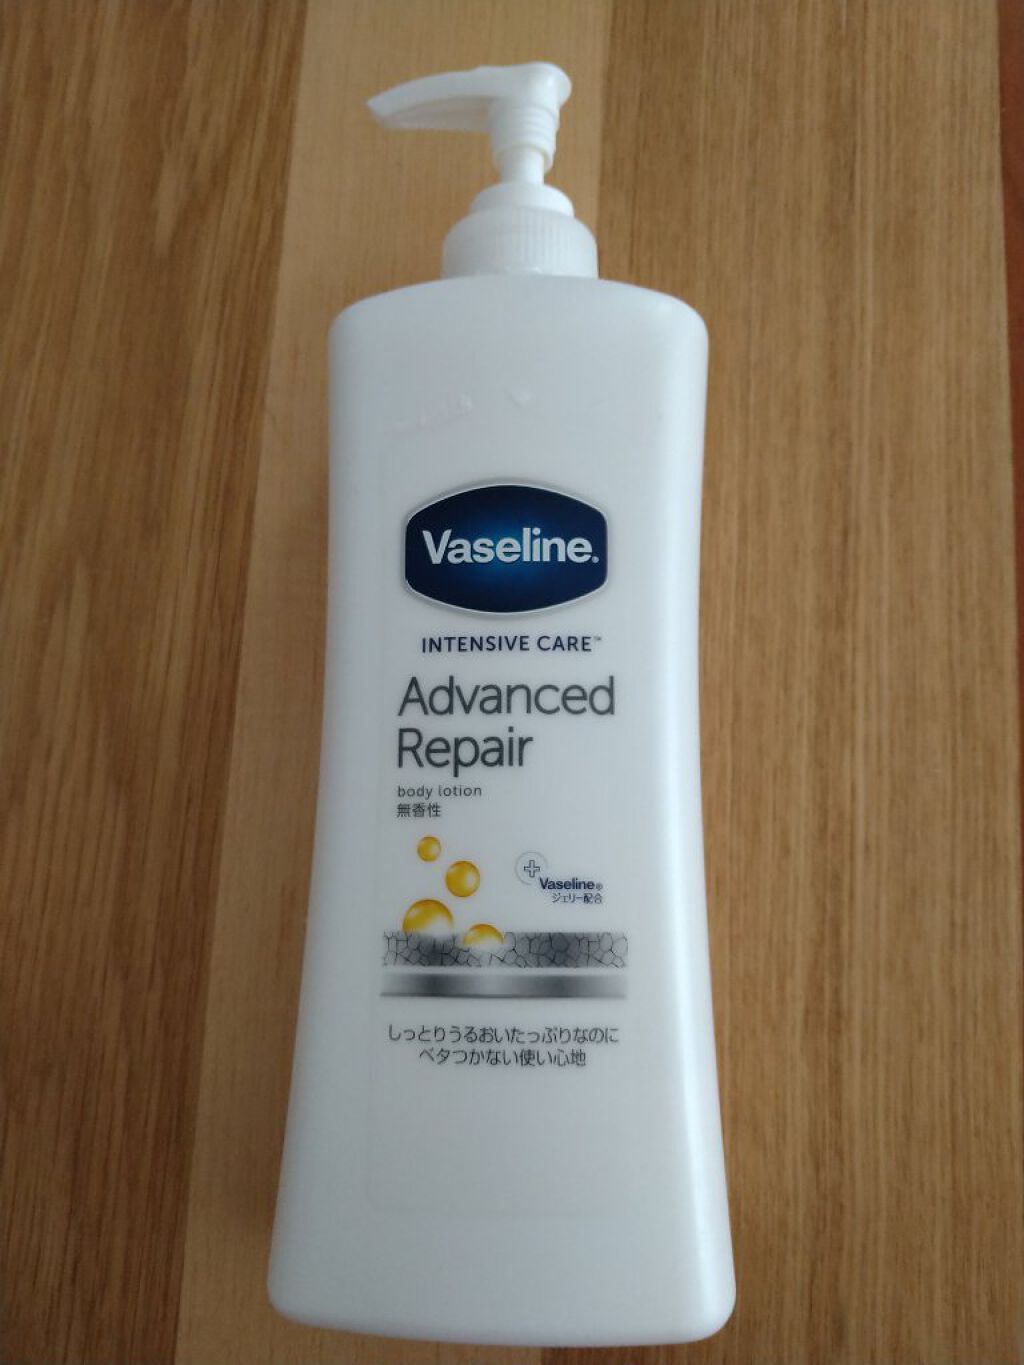 Vaseline.
INTENSIVE CARE™
Advanced
Repair
body lotion
無香性
Vaseline®
ジェリー配合
しっとりうるおいたっぷりなのに
ベタつかない使い心地